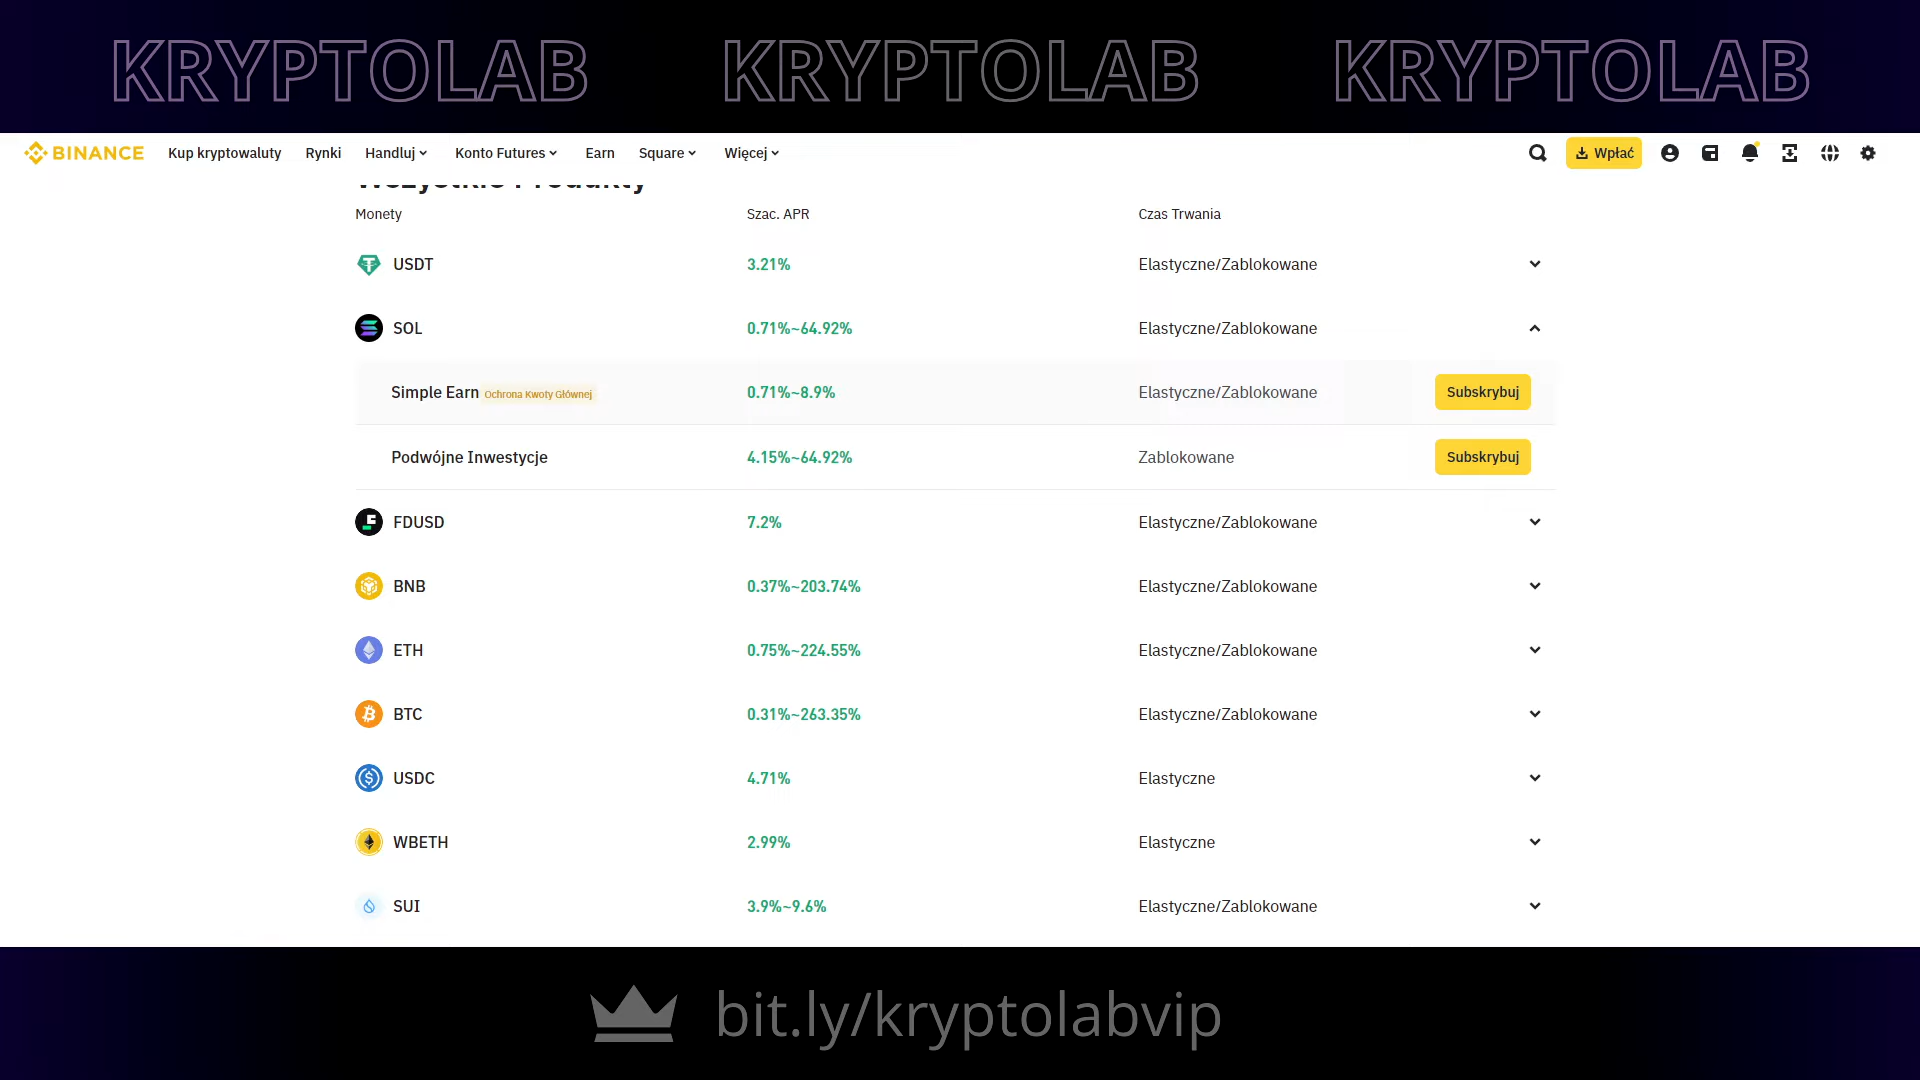 KRYPTOLAB KRYPTOLAB KRYPTOLAB
BINANCE Kup kryptowaluty Rynki Handluj Konto Futures Earn Square Więcej Wpłać
Wszystkie Produkty
Monety Szac. APR Czas Trwania
USDT 3.21% Elastyczne/Zablokowane
SOL 0.71%~64.92% Elastyczne/Zablokowane
Simple Earn Ochrona Kwoty Głównej 0.71%~8.9% Elastyczne/Zablokowane Subskrybuj
Podwójne Inwestycje 4.15%~64.92% Zablokowane Subskrybuj
FDUSD 7.2% Elastyczne/Zablokowane
BNB 0.37%~203.74% Elastyczne/Zablokowane
ETH 0.75%~224.55% Elastyczne/Zablokowane
BTC 0.31%~263.35% Elastyczne/Zablokowane
USDC 4.71% Elastyczne
WBETH 2.99% Elastyczne
SUI 3.9%~9.6% Elastyczne/Zablokowane
bit.ly/kryptolabvip